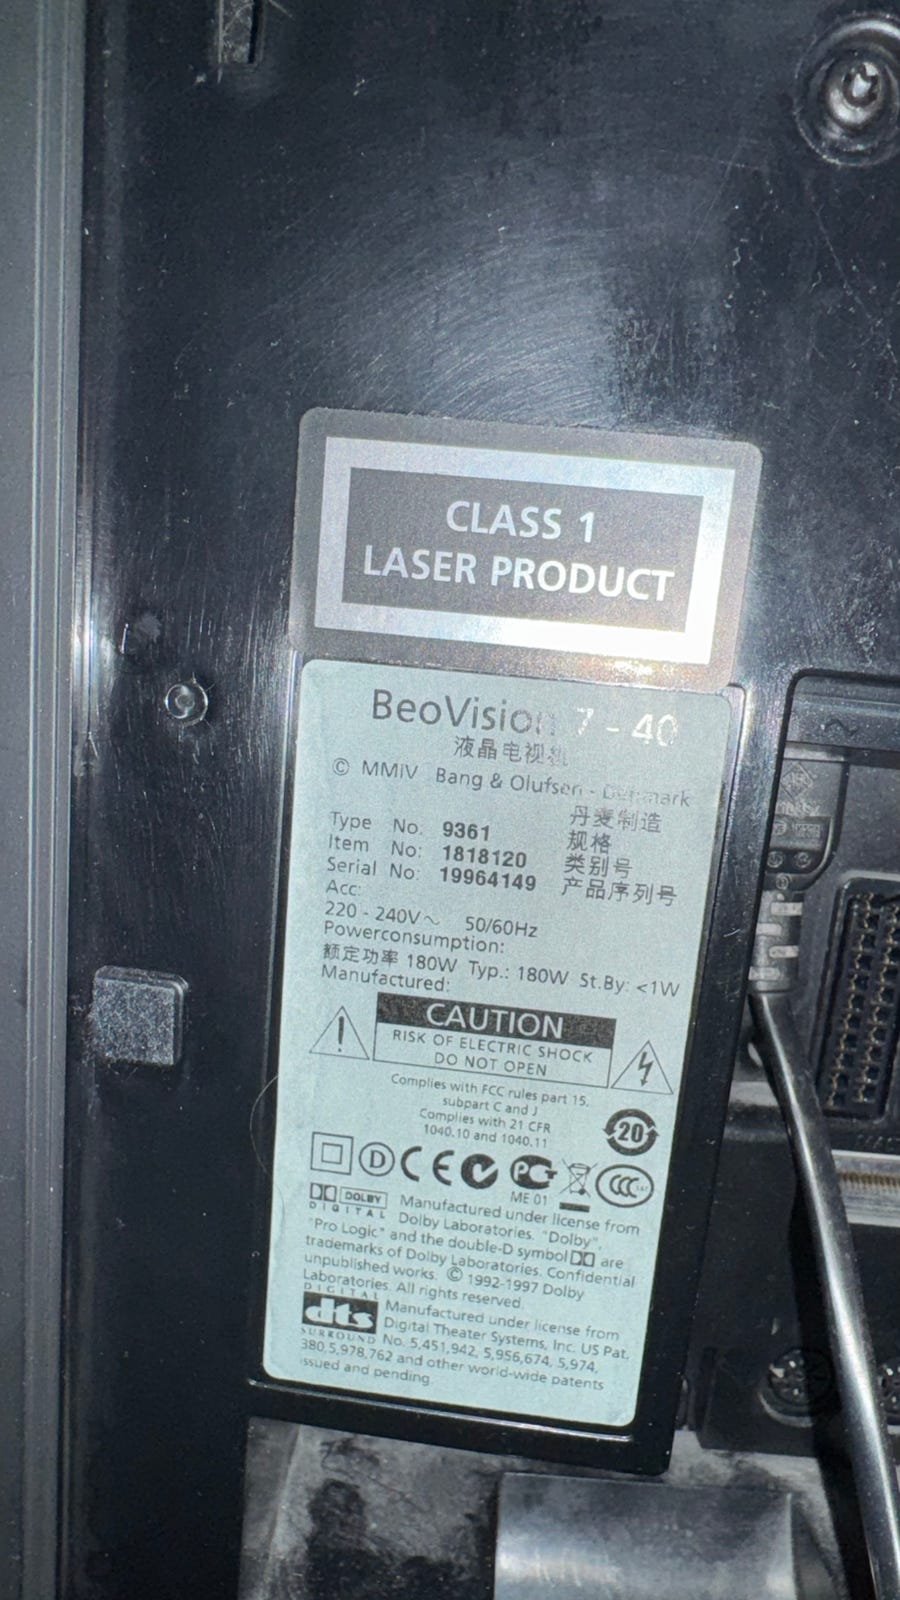 CLASS 1
LASER PRODUCT
BeoVision 7 - 40
液晶电视机
© MMIV Bang & Olufsen - Denmark
丹麦制造
Type No: 9361 规格
Item No: 1818120 类别号
Serial No: 19964149 产品序列号
Acc:
220 - 240V~ 50/60Hz
Powerconsumption:
额定功率 180W Typ.: 180W St.By: <1W
Manufactured:
CAUTION
RISK OF ELECTRIC SHOCK
DO NOT OPEN
Complies with FCC rules part 15,
subpart C and J
Complies with 21 CFR
1040.10 and 1040.11
20
D CE PCT CCC
ME 01
DOLBY
DIGITAL
Manufactured under license from
Dolby Laboratories. "Dolby",
"Pro Logic" and the double-D symbol are
trademarks of Dolby Laboratories. Confidential
unpublished works. © 1992-1997 Dolby
Laboratories. All rights reserved.
DIGITAL
dts
SURROUND
Manufactured under license from
Digital Theater Systems, Inc. US Pat.
No. 5,451,942, 5,956,674, 5,974,
380,5,978,762 and other world-wide patents
issued and pending.